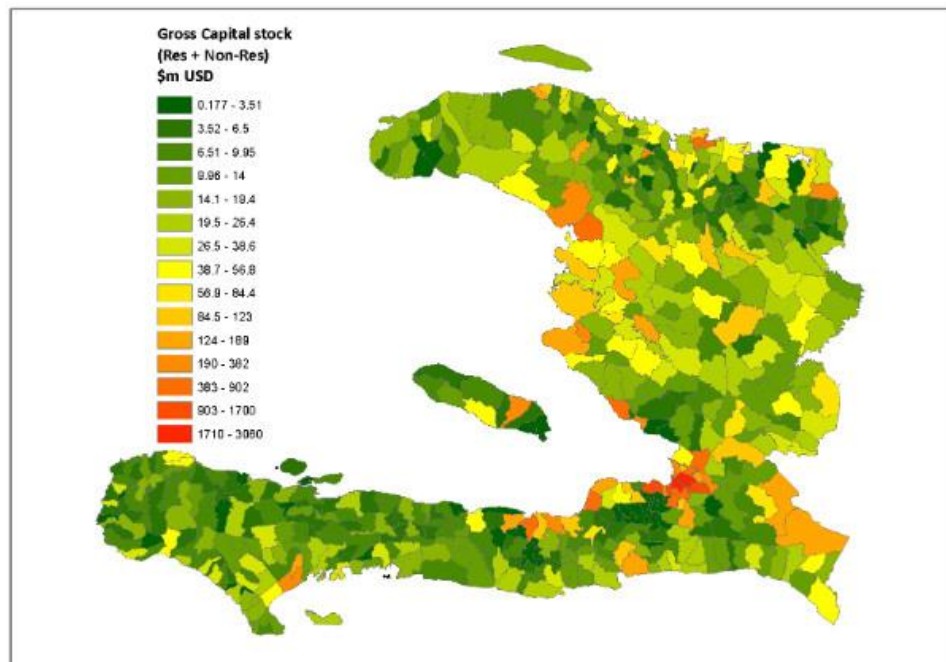 Gross Capital stock
(Res + Non-Res)
$m USD
0.177 - 3.51
3.52 - 6.5
6.51 - 9.95
9.96 - 14
14.1 - 19.4
19.5 - 26.4
26.5 - 38.6
38.7 - 56.8
56.9 - 84.4
84.5 - 123
124 - 189
190 - 382
383 - 902
903 - 1700
1710 - 3060